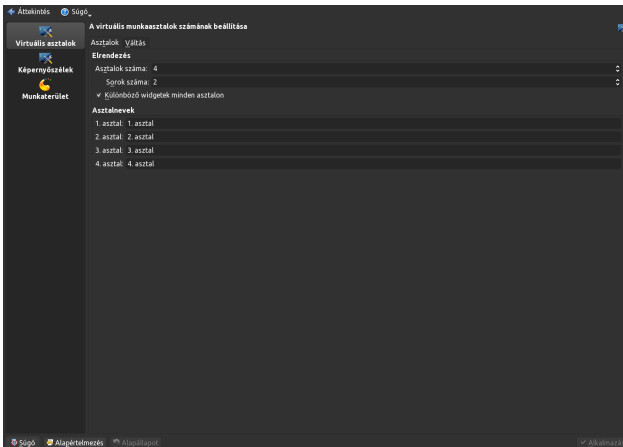 Áttekintés Súgó
A virtuális munkaasztalok számának beállítása
Virtuális asztalok
Képernyőszélek
Munkaterület
Asztalok Váltás
Elrendezés
Asztalok száma: 4
Sorok száma: 2
Különböző widgetek minden asztalon
Asztalnevek
1. asztal: 1. asztal
2. asztal: 2. asztal
3. asztal: 3. asztal
4. asztal: 4. asztal
Súgó Alapértelmezés Alapállapot Alkalmazás